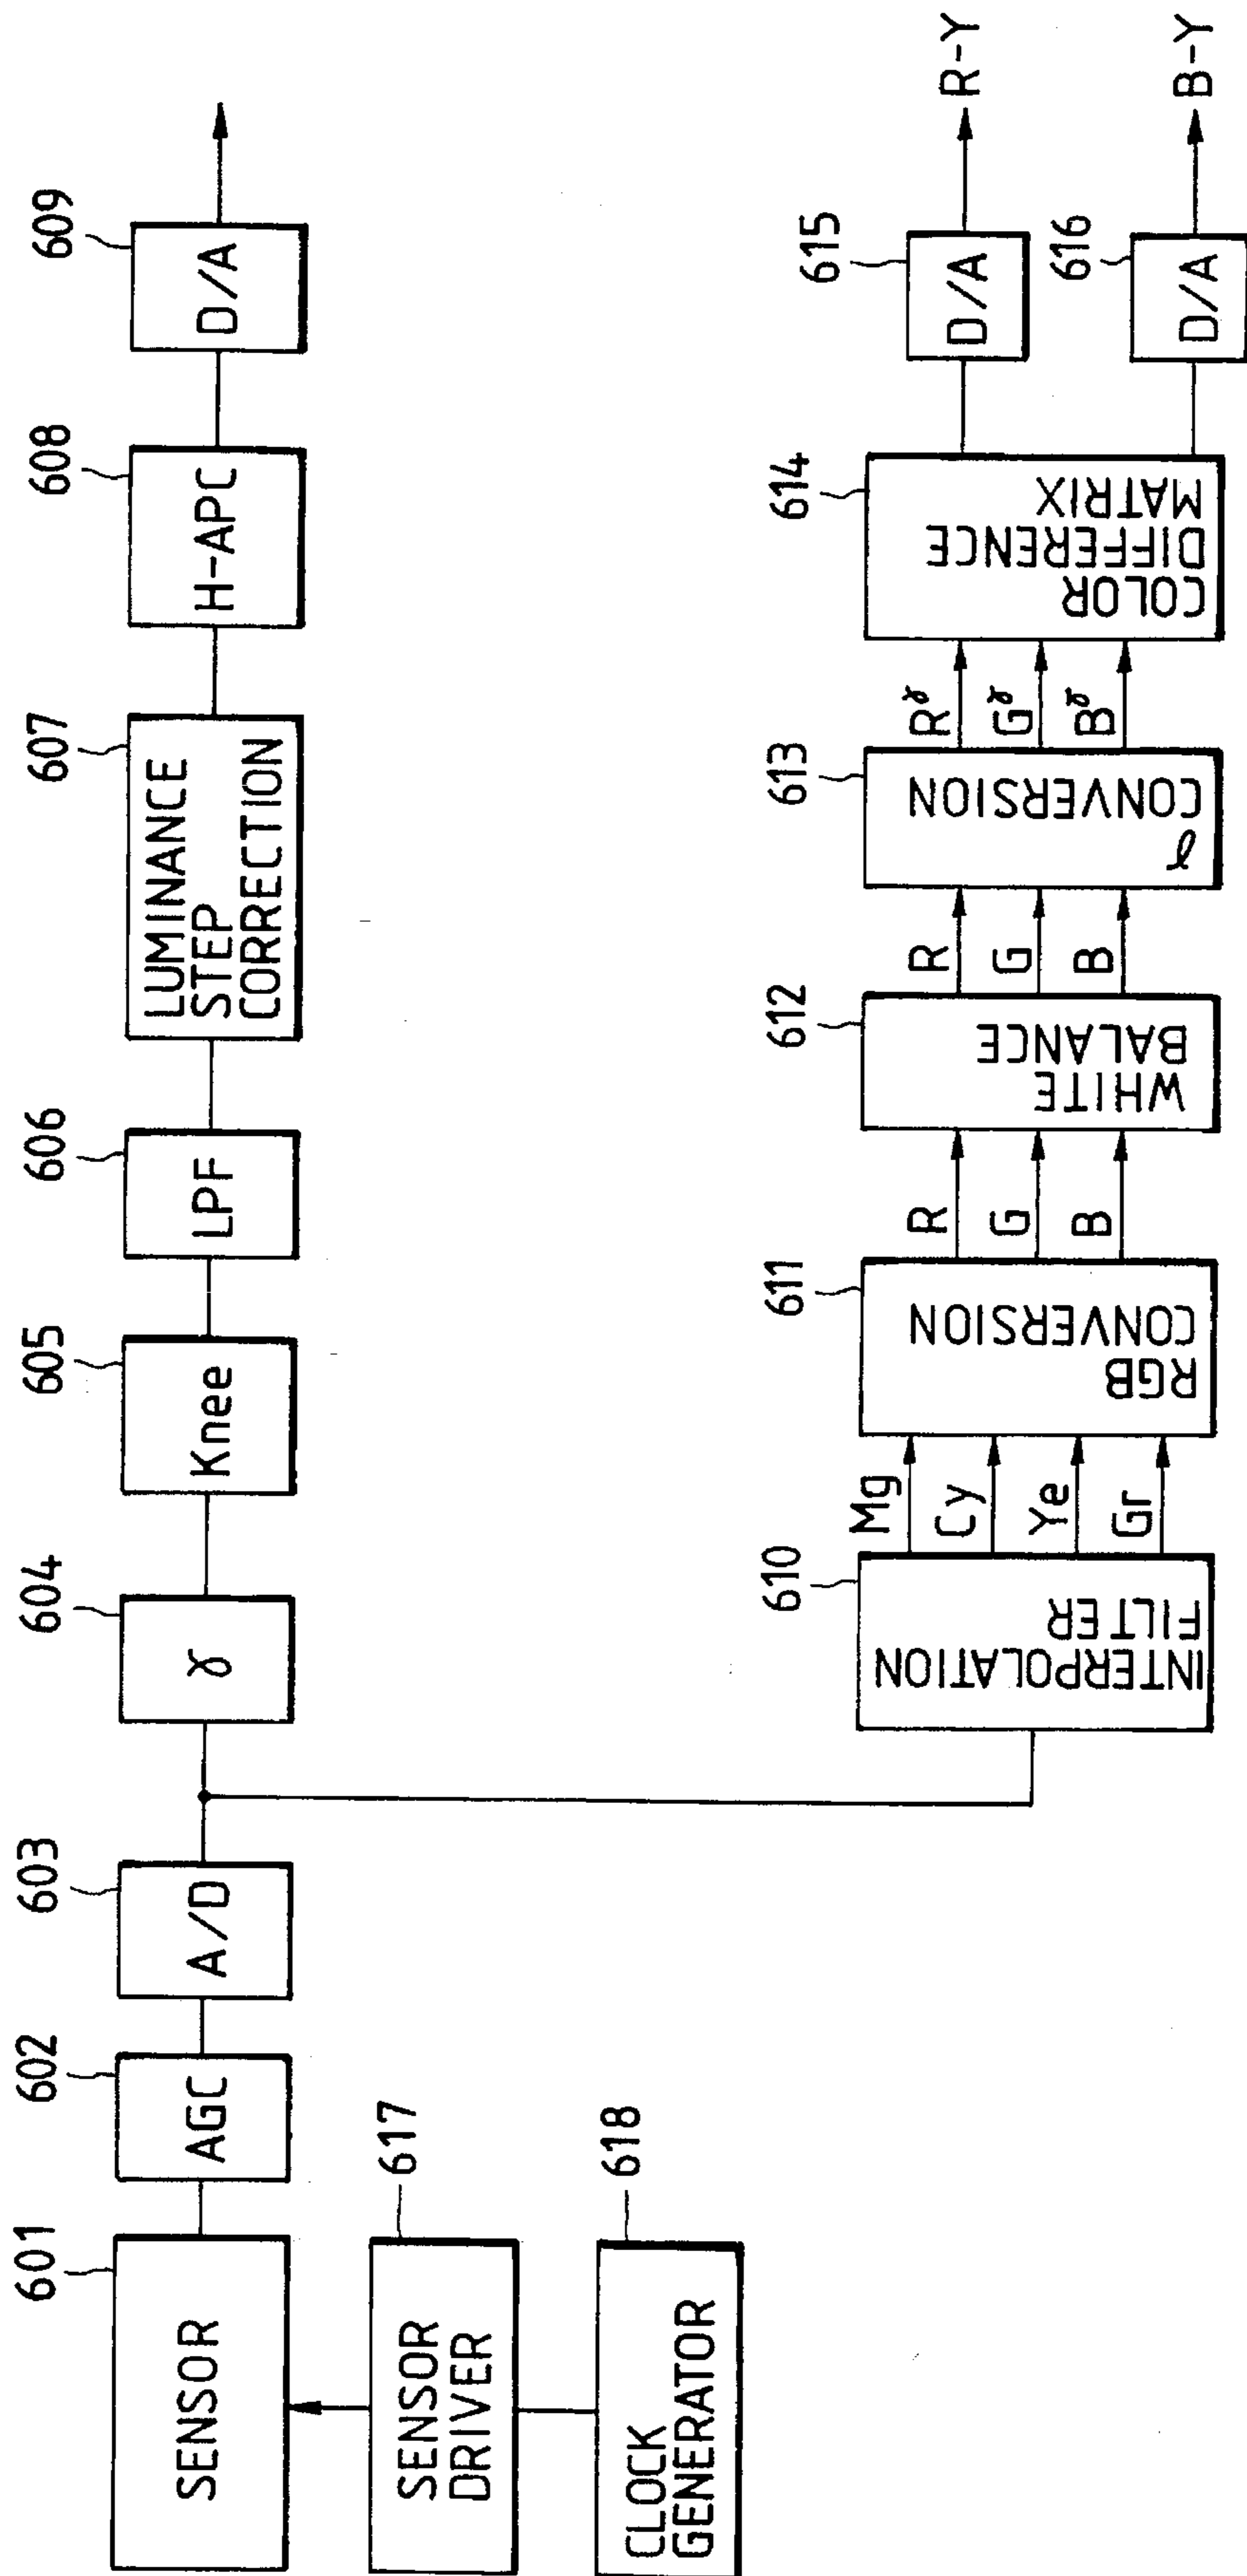 601
SENSOR
602
AGC
603
A/D
604
γ
605
Knee
606
LPF
607
LUMINANCE
STEP
CORRECTION
608
H-APC
609
D/A
617
SENSOR
DRIVER
618
CLOCK
GENERATOR
610
INTERPOLATION
FILTER
Mg
Cy
Ye
Gr
611
RGB
CONVERSION
R
G
B
612
WHITE
BALANCE
R
G
B
613
γ
CONVERSION
Rγ
Gγ
Bγ
614
COLOR
DIFFERENCE
MATRIX
615
D/A
R-Y
616
D/A
B-Y